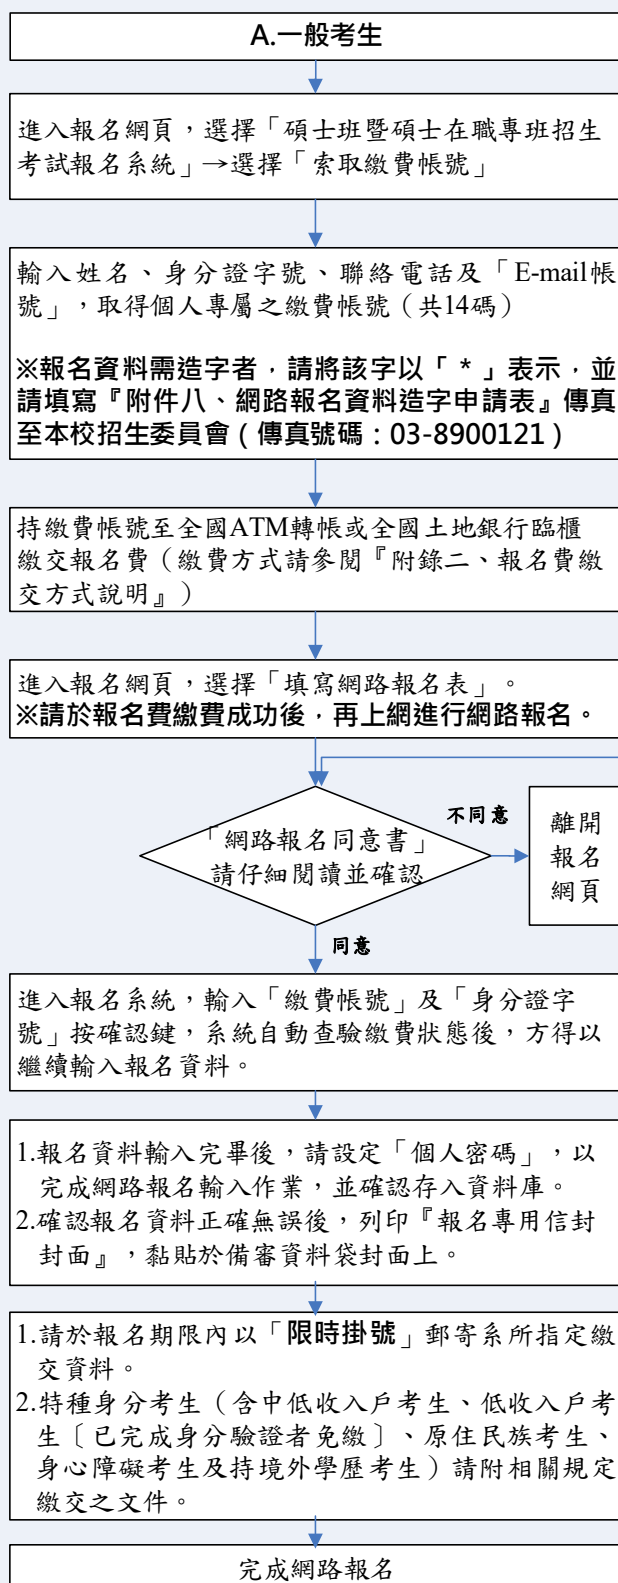 A.一般考生
進入報名網頁，選擇「碩士班暨碩士在職專班招生
考試報名系統」→選擇「索取繳費帳號」
輸入姓名、身分證字號、聯絡電話及「E-mail帳
號」，取得個人專屬之繳費帳號（共14碼）
※報名資料需造字者，請將該字以「 * 」表示，並
請填寫『附件八、網路報名資料造字申請表』傳真
至本校招生委員會（傳真號碼：03-8900121）
持繳費帳號至全國ATM轉帳或全國土地銀行臨櫃
繳交報名費（繳費方式請參閱『附錄二、報名費繳
交方式說明』）
進入報名網頁，選擇「填寫網路報名表」。
※請於報名費繳費成功後，再上網進行網路報名。
「網路報名同意書」
請仔細閱讀並確認
不同意
離開
報名
網頁
同意
進入報名系統，輸入「繳費帳號」及「身分證字
號」按確認鍵，系統自動查驗繳費狀態後，方得以
繼續輸入報名資料。
1.報名資料輸入完畢後，請設定「個人密碼」，以
完成網路報名輸入作業，並確認存入資料庫。
2.確認報名資料正確無誤後，列印『報名專用信封
封面』，黏貼於備審資料袋封面上。
1.請於報名期限內以「限時掛號」郵寄系所指定繳
交資料。
2.特種身分考生（含中低收入戶考生、低收入戶考
生〔已完成身分驗證者免繳〕、原住民族考生、
身心障礙考生及持境外學歷考生）請附相關規定
繳交之文件。
完成網路報名